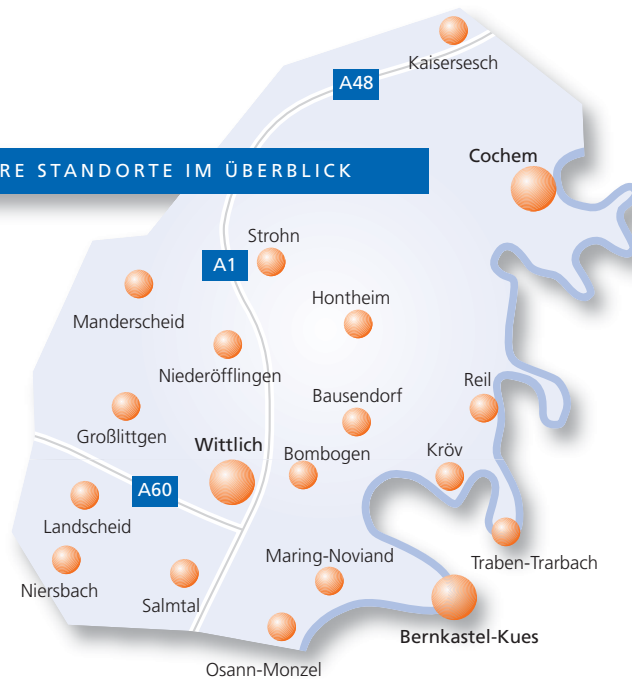 Kaisersesch
A48
RE STANDORTE IM ÜBERBLICK
Cochem
Strohn
A1
Hontheim
Manderscheid
Niederöfflingen
Reil
Bausendorf
Großlittgen
Wittlich
Kröv
Bombogen
A60
Landscheid
Maring-Noviand
Traben-Trarbach
Niersbach
Salmtal
Bernkastel-Kues
Osann-Monzel